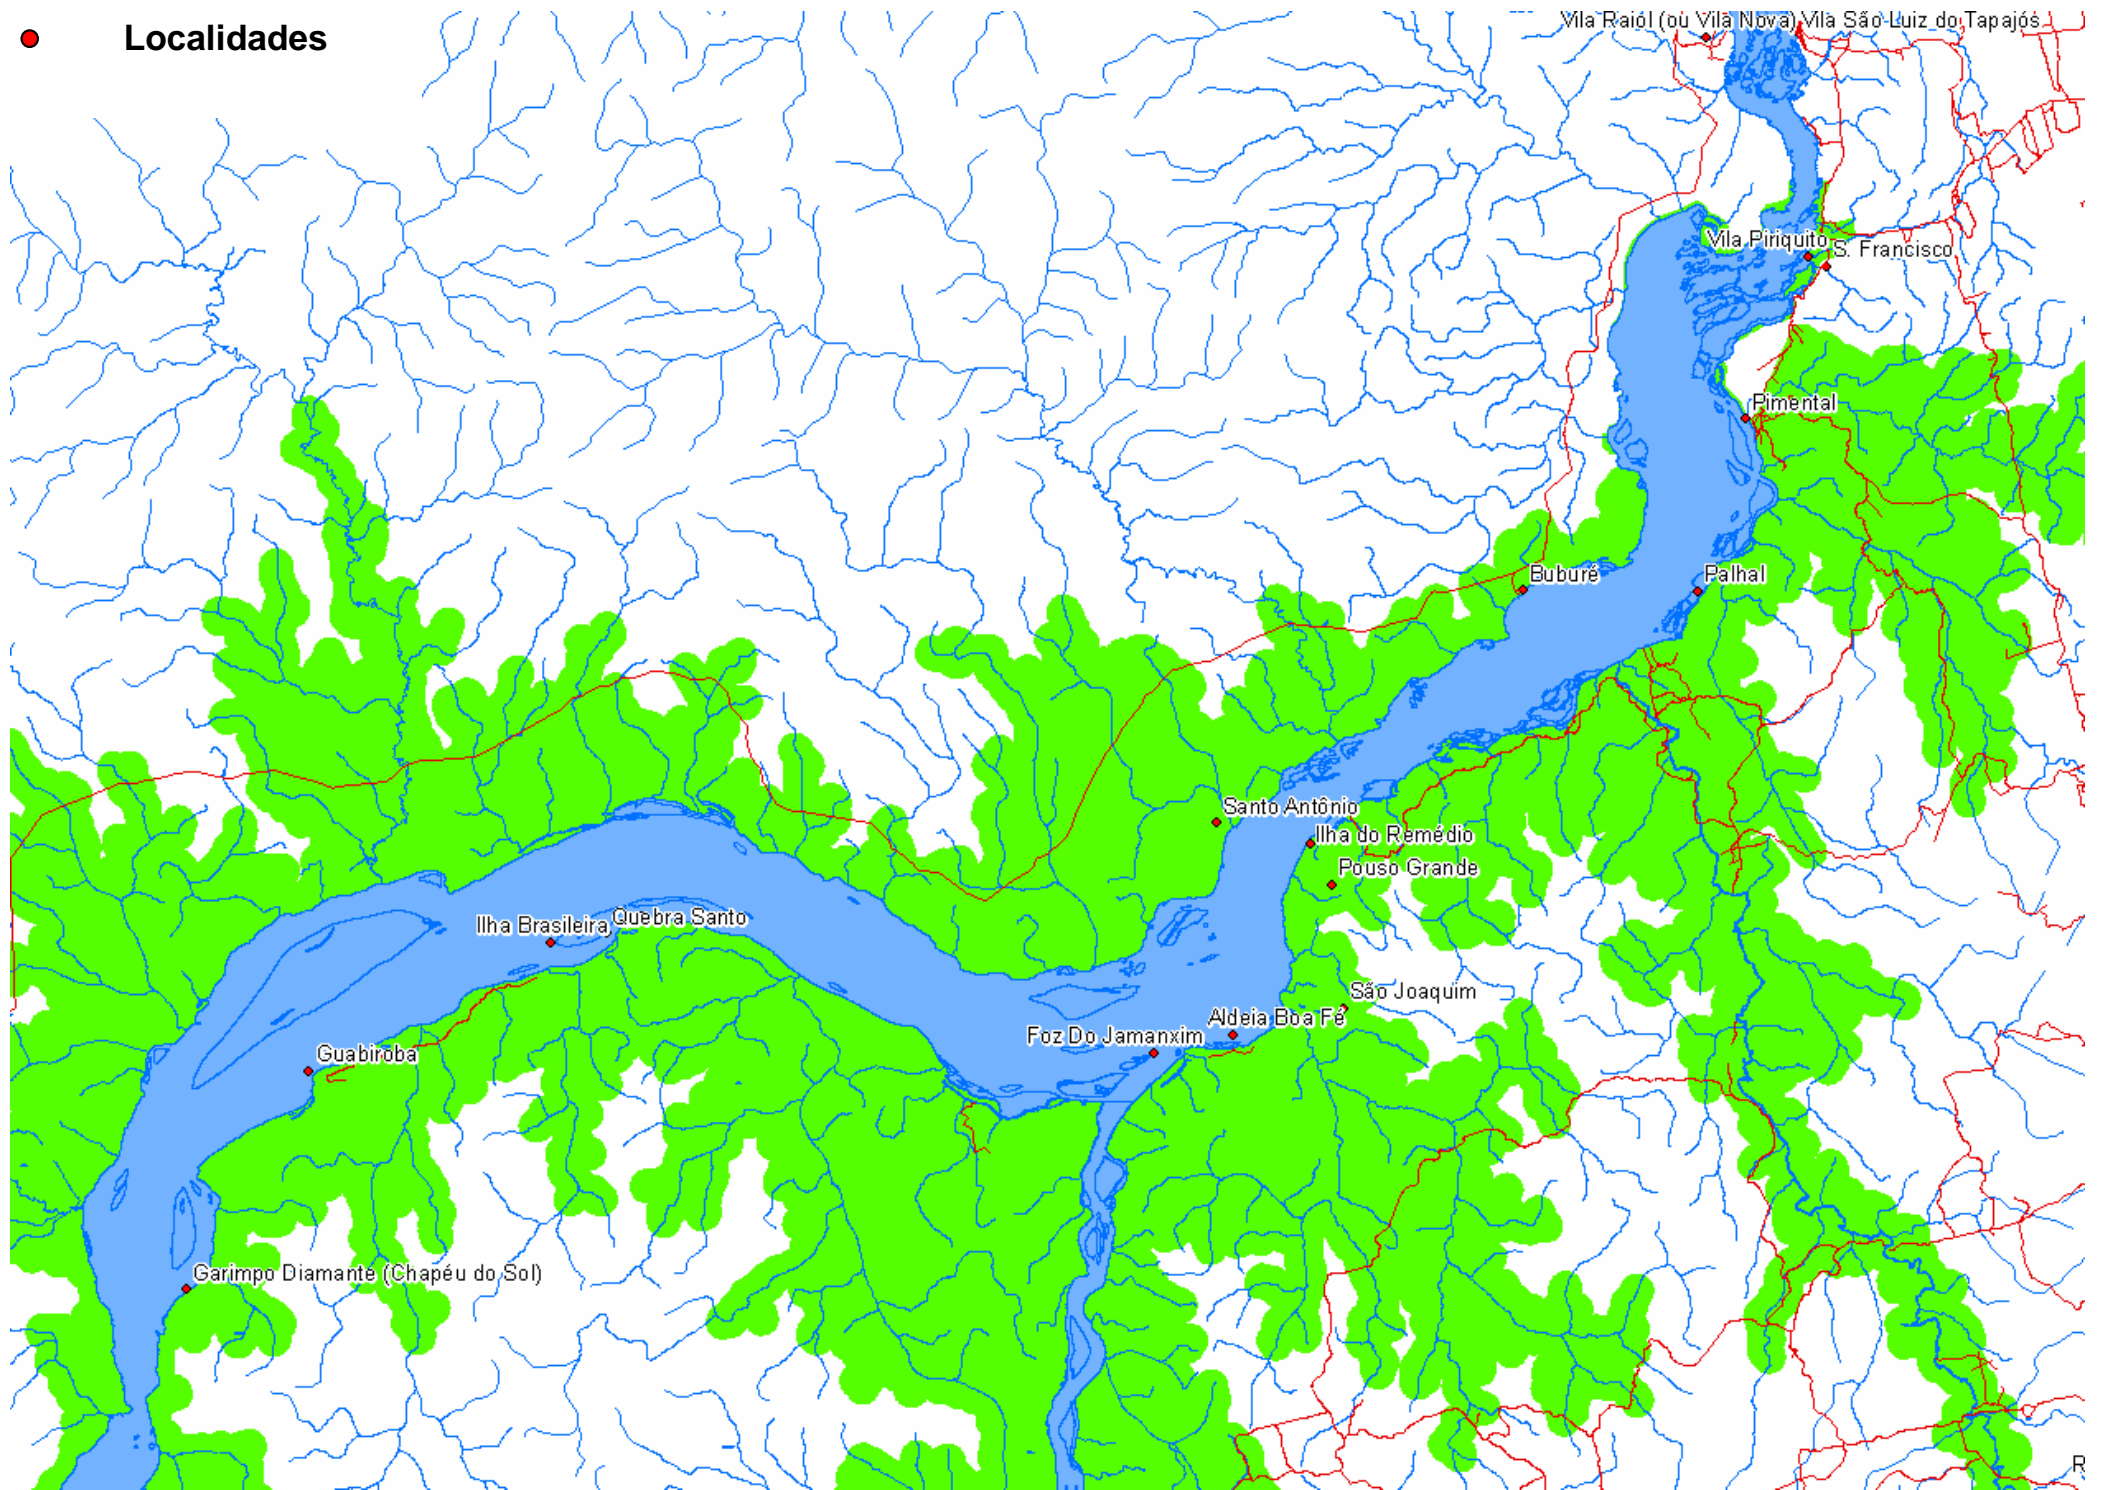 Localidades
Vila Raiol (ou Vila Nova)
Vila São Luiz do Tapajós
Vila Piriquito
S. Francisco
Pimental
Buburé
Palhal
Santo Antônio
Ilha do Remédio
Pouso Grande
Ilha Brasileira
Quebra Santo
São Joaquim
Aldeia Boa Fé
Foz Do Jamanxim
Guabiroba
Garimpo Diamante (Chapéu do Sol)
R